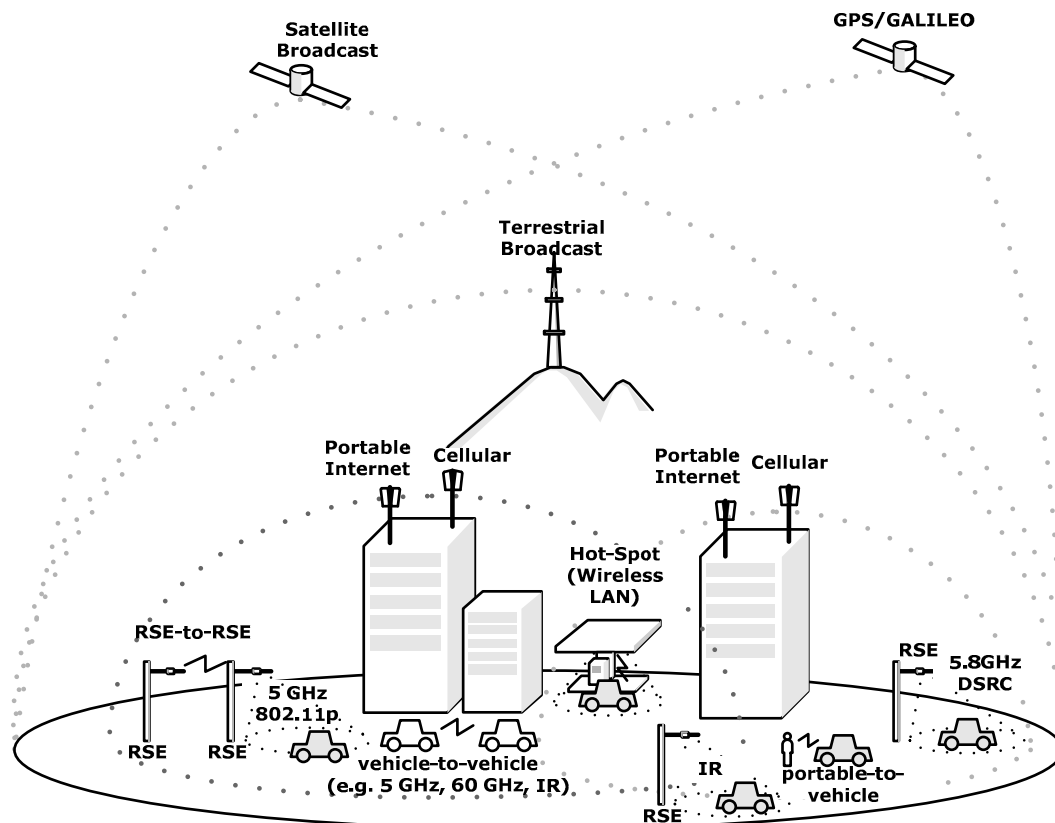 Satellite
Broadcast
GPS/GALILEO
Terrestrial
Broadcast
Portable
Internet
Cellular
Portable
Internet
Cellular
Hot-Spot
(Wireless
LAN)
RSE-to-RSE
RSE
5.8GHz
DSRC
5 GHz
802.11p
RSE
RSE
vehicle-to-vehicle
(e.g. 5 GHz, 60 GHz, IR)
IR
portable-to-
vehicle
RSE